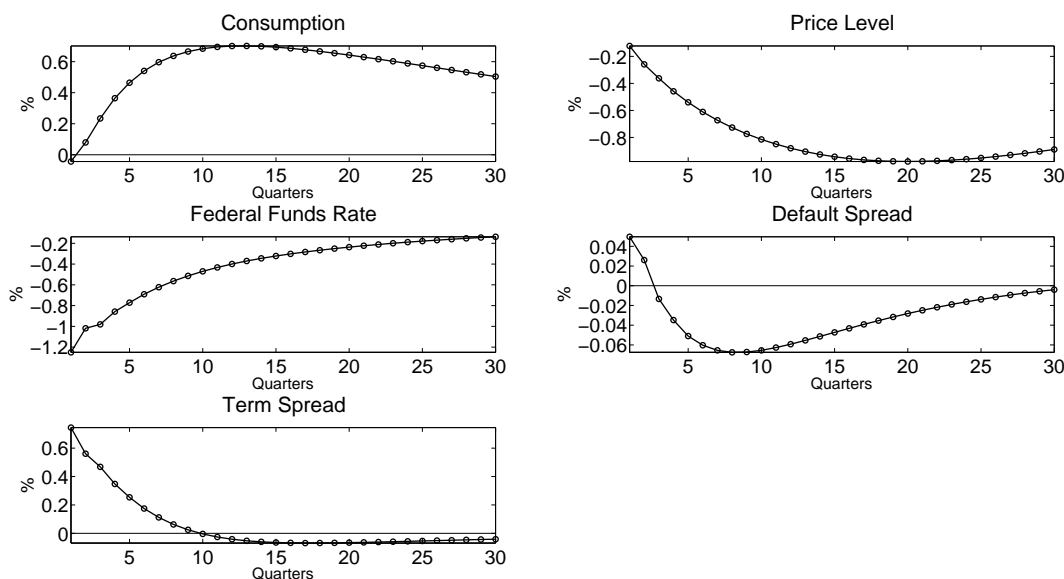 Consumption
%
0.6
0.4
0.2
0
5 10 15 20 25 30
Quarters
Price Level
%
−0.2
−0.4
−0.6
−0.8
5 10 15 20 25 30
Quarters
Federal Funds Rate
%
−0.2
−0.4
−0.6
−0.8
−1
−1.2
5 10 15 20 25 30
Quarters
Default Spread
%
0.04
0.02
0
−0.02
−0.04
−0.06
5 10 15 20 25 30
Quarters
Term Spread
%
0.6
0.4
0.2
0
5 10 15 20 25 30
Quarters